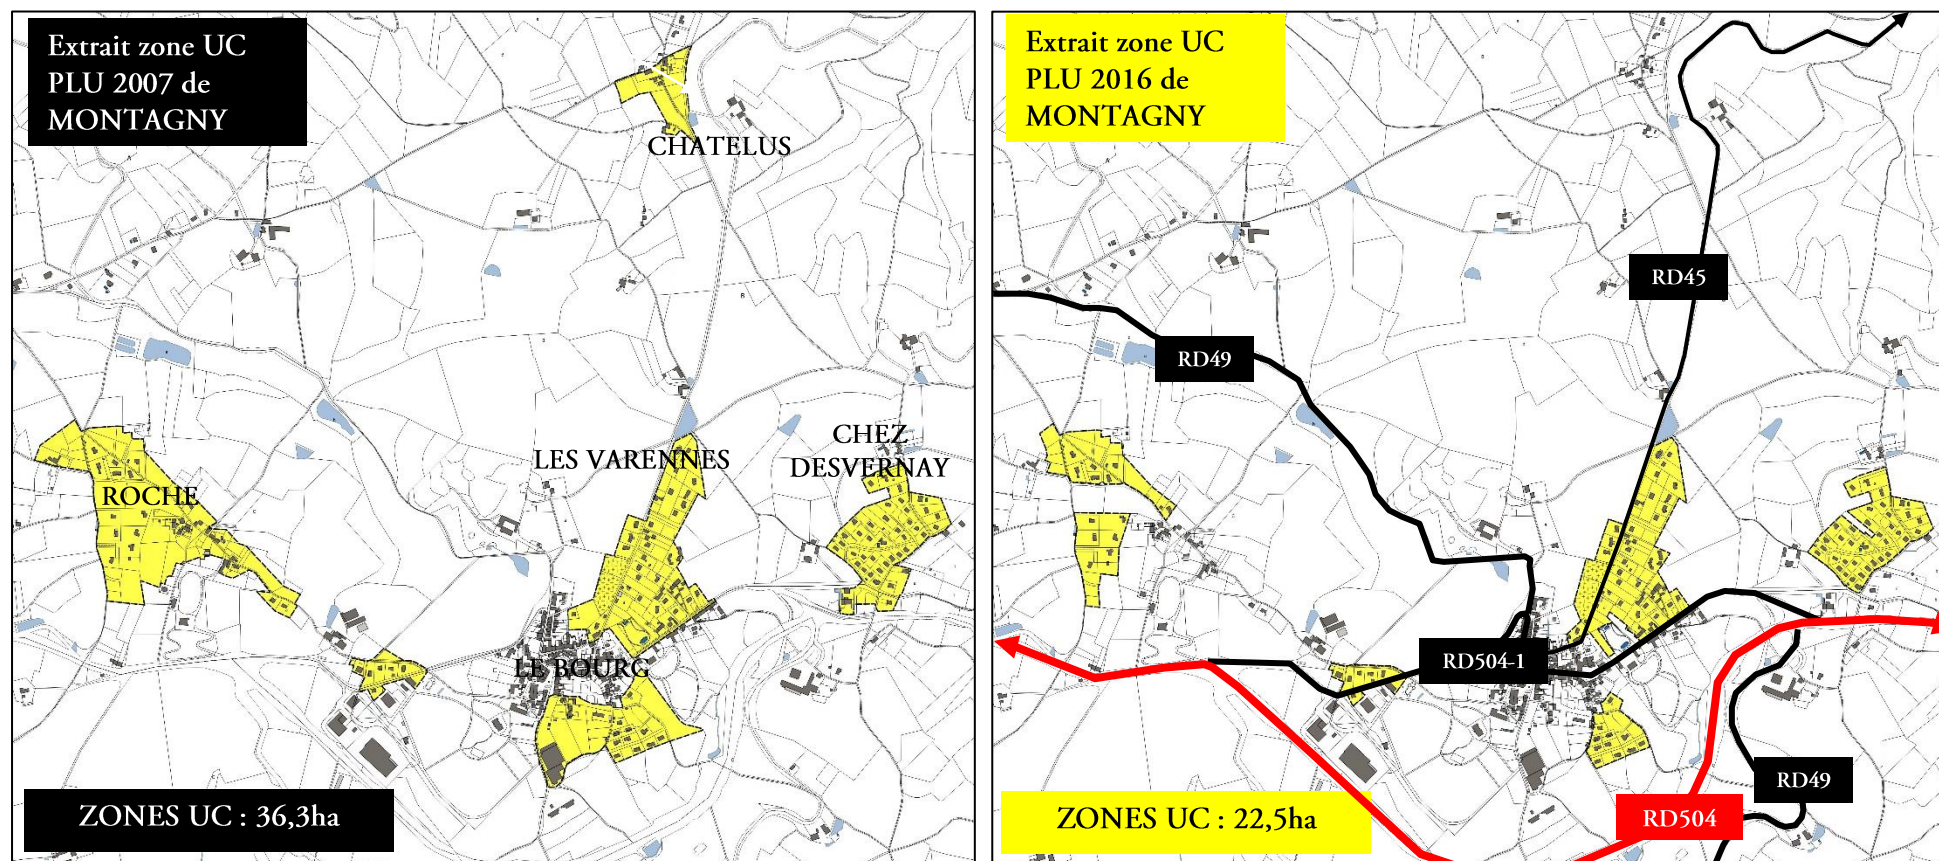 Extrait zone UC
PLU 2007 de
MONTAGNY
CHATELUS
ROCHE
LES VARENNES
CHEZ
DESVERNAY
LE BOURG
ZONES UC : 36,3ha
Extrait zone UC
PLU 2016 de
MONTAGNY
RD45
RD49
RD504-1
RD49
RD504
ZONES UC : 22,5ha